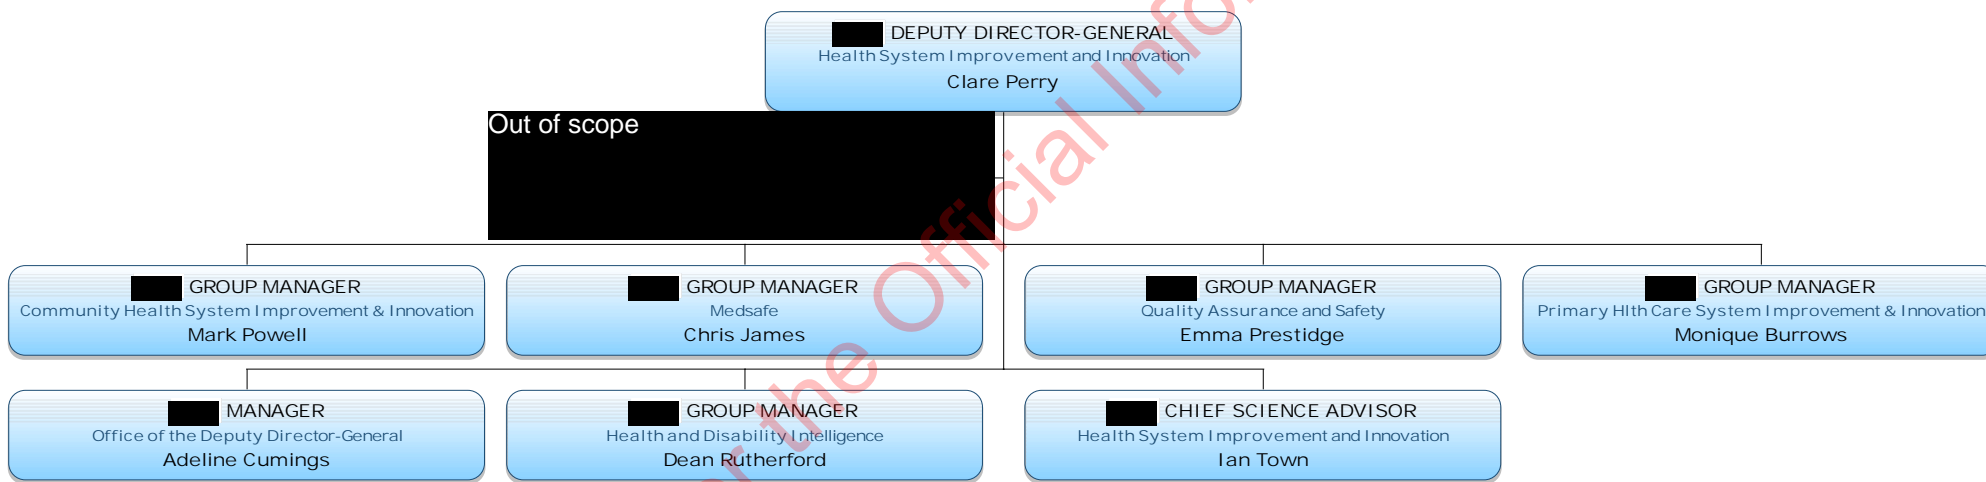 DEPUTY DIRECTOR-GENERAL
Health System Improvement and Innovation
Clare Perry
Out of scope
GROUP MANAGER
Community Health System Improvement & Innovation
Mark Powell
GROUP MANAGER
Medsafe
Chris James
GROUP MANAGER
Quality Assurance and Safety
Emma Prestidge
GROUP MANAGER
Primary Hlth Care System Improvement & Innovation
Monique Burrows
MANAGER
Office of the Deputy Director-General
Adeline Cumings
GROUP MANAGER
Health and Disability Intelligence
Dean Rutherford
CHIEF SCIENCE ADVISOR
Health System Improvement and Innovation
Ian Town
the Official